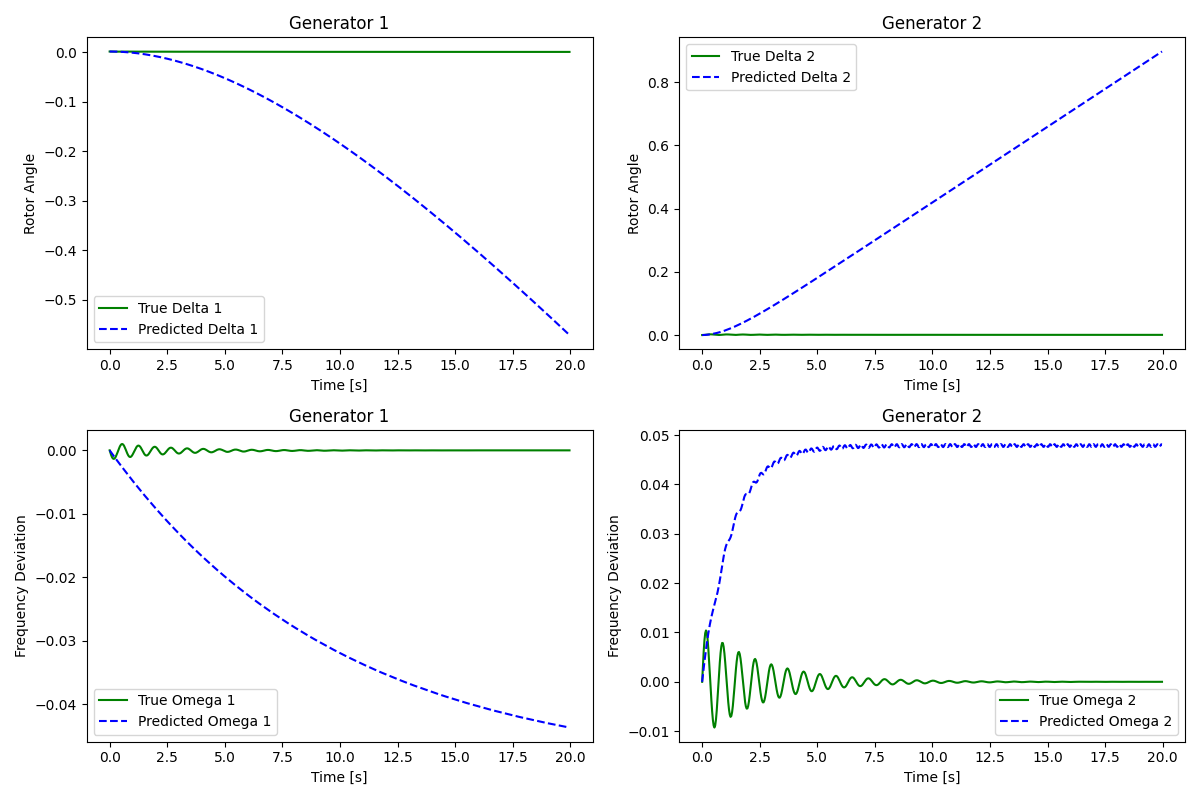 Generator 1
0.0
−0.1
−0.2
−0.3
−0.4
−0.5
Rotor Angle
True Delta 1
Predicted Delta 1
0.0 2.5 5.0 7.5 10.0 12.5 15.0 17.5 20.0
Time [s]
Generator 2
0.8
0.6
0.4
0.2
0.0
Rotor Angle
True Delta 2
Predicted Delta 2
0.0 2.5 5.0 7.5 10.0 12.5 15.0 17.5 20.0
Time [s]
Generator 1
0.00
−0.01
−0.02
−0.03
−0.04
Frequency Deviation
True Omega 1
Predicted Omega 1
0.0 2.5 5.0 7.5 10.0 12.5 15.0 17.5 20.0
Time [s]
Generator 2
0.05
0.04
0.03
0.02
0.01
0.00
−0.01
Frequency Deviation
True Omega 2
Predicted Omega 2
0.0 2.5 5.0 7.5 10.0 12.5 15.0 17.5 20.0
Time [s]